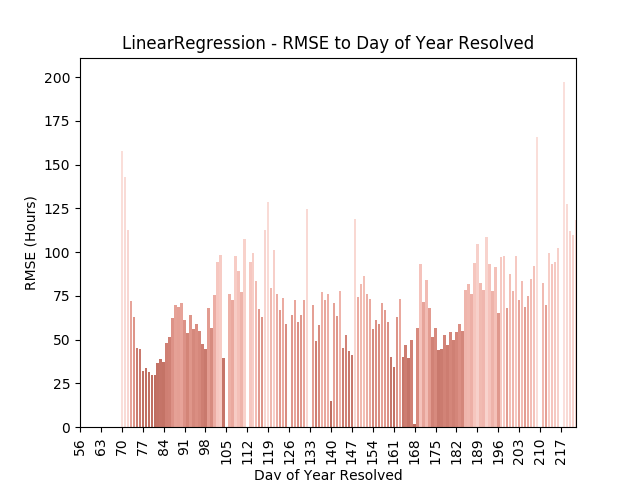 LinearRegression - RMSE to Day of Year Resolved
200
175
150
125
100
75
50
25
0
RMSE (Hours)
56 63 70 77 84 91 98 105 112 119 126 133 140 147 154 161 168 175 182 189 196 203 210 217
Day of Year Resolved